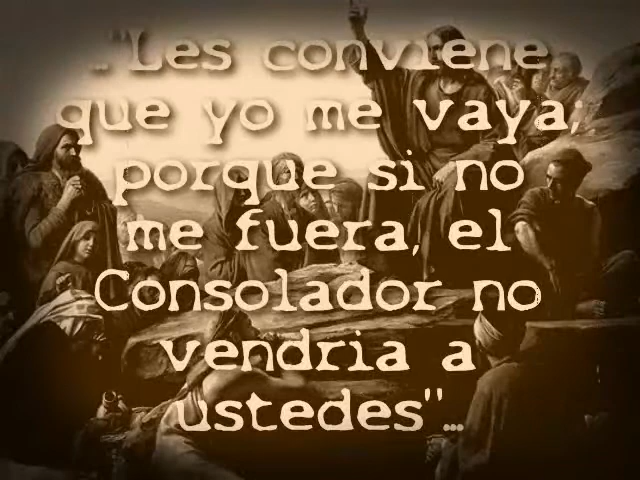 ..."Les conviene
que yo me vaya;
porque si no
me fuera, el
Consolador no
vendria a
ustedes"...